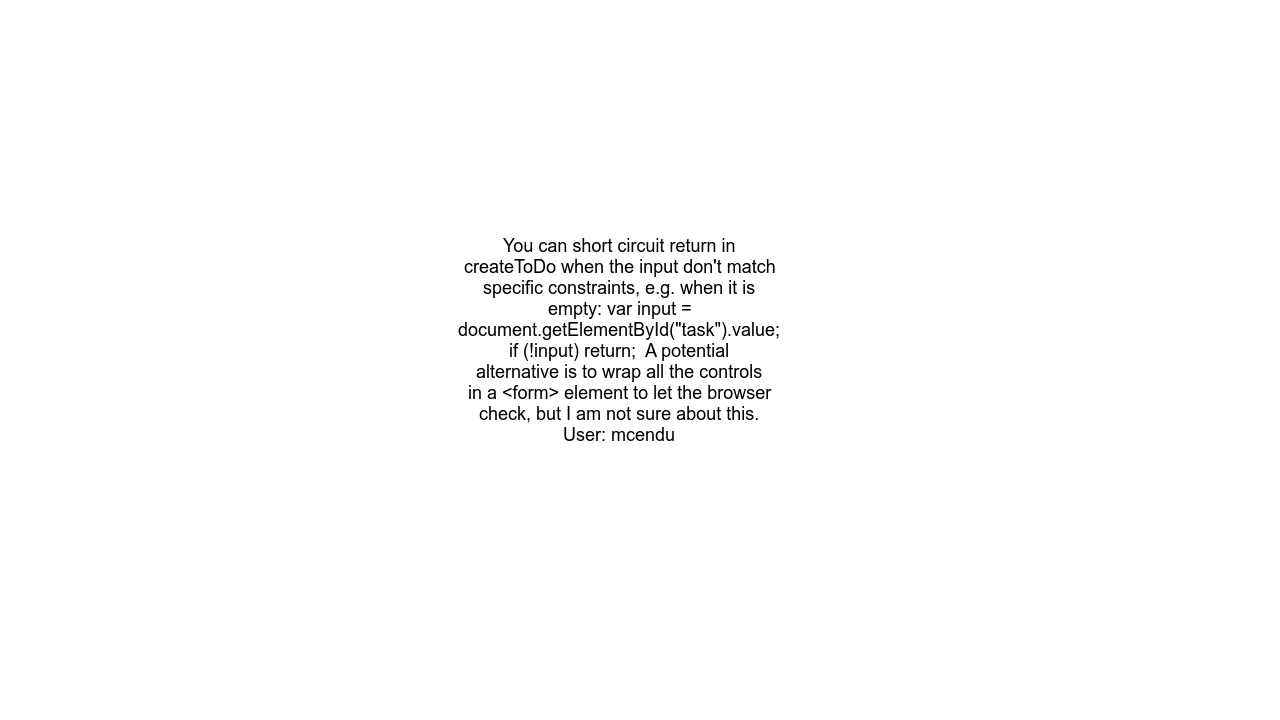 You can short circuit return in
createToDo when the input don't match
specific constraints, e.g. when it is
empty: var input =
document.getElementById("task").value;
if (!input) return;  A potential
alternative is to wrap all the controls
in a <form> element to let the browser
check, but I am not sure about this.
User: mcendu